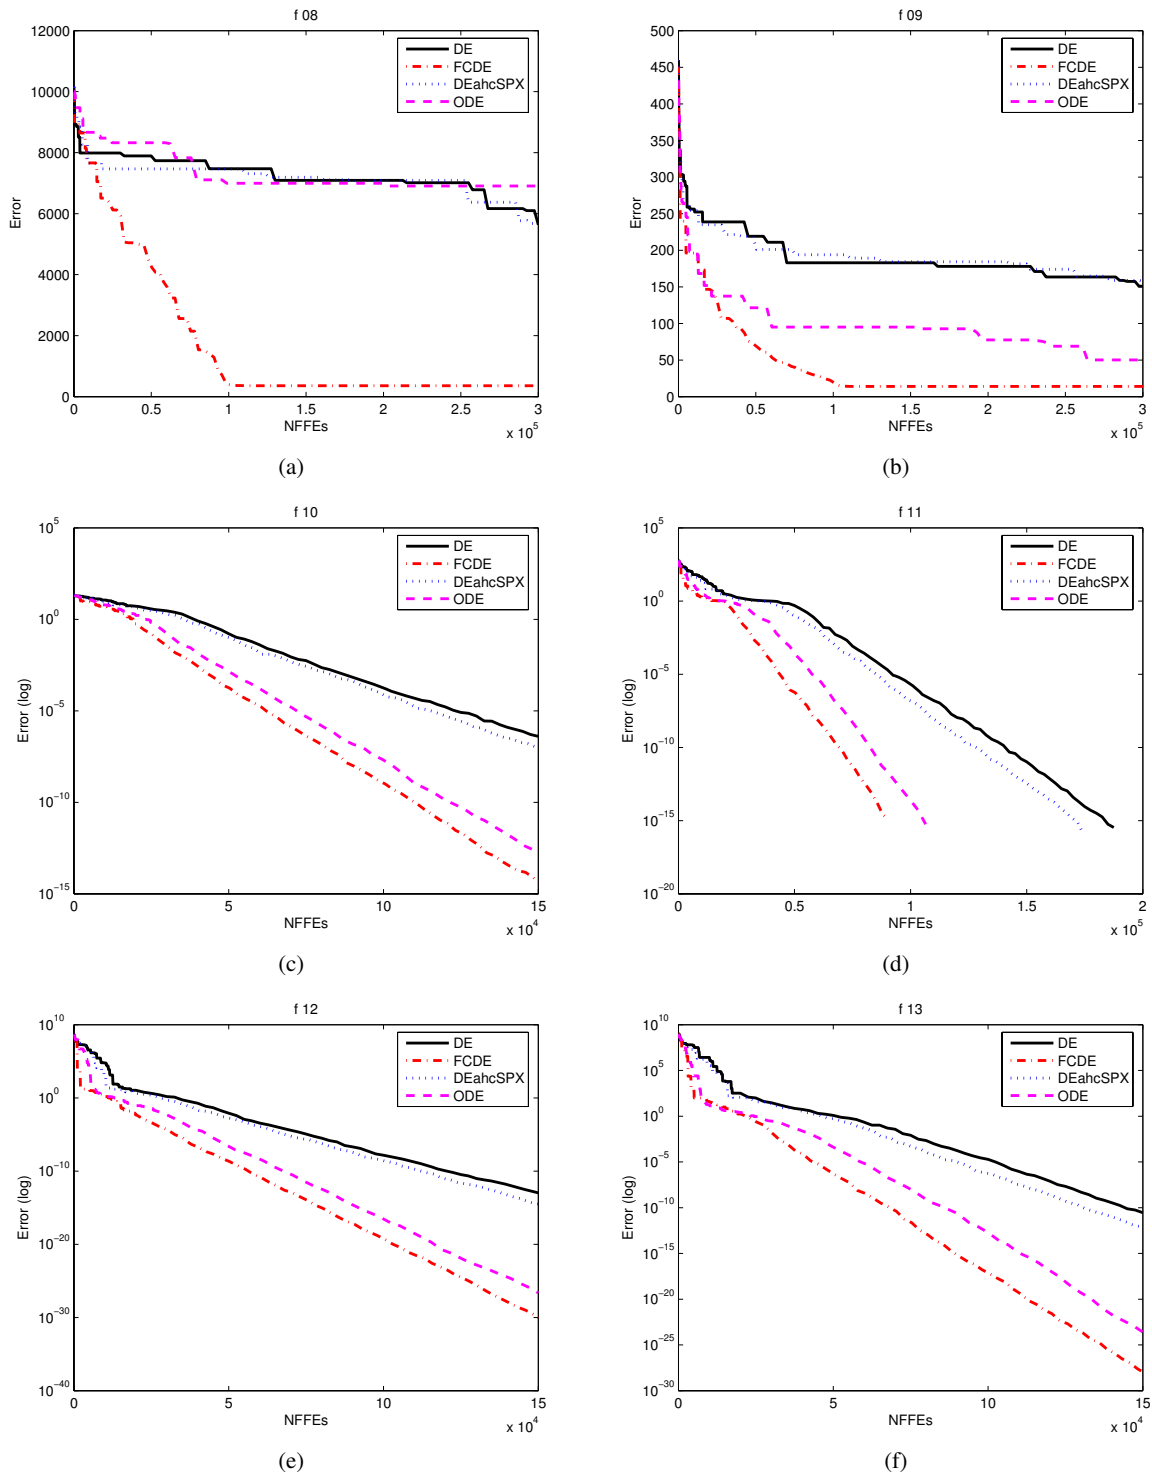 f 08
12000
10000
8000
6000
4000
2000
0
Error
DE
FCDE
DEahcSPX
ODE
0 0.5 1 1.5 2 2.5 3
NFFEs
x 10^5
(a)
f 09
500
450
400
350
300
250
200
150
100
50
0
Error
DE
FCDE
DEahcSPX
ODE
0 0.5 1 1.5 2 2.5 3
NFFEs
x 10^5
(b)
f 10
10^5
10^0
10^-5
10^-10
10^-15
Error (log)
DE
FCDE
DEahcSPX
ODE
0 5 10 15
NFFEs
x 10^4
(c)
f 11
10^5
10^0
10^-5
10^-10
10^-15
10^-20
Error (log)
DE
FCDE
DEahcSPX
ODE
0 0.5 1 1.5 2
NFFEs
x 10^5
(d)
f 12
10^10
10^0
10^-10
10^-20
10^-30
10^-40
Error (log)
DE
FCDE
DEahcSPX
ODE
0 5 10 15
NFFEs
x 10^4
(e)
f 13
10^10
10^5
10^0
10^-5
10^-10
10^-15
10^-20
10^-25
10^-30
Error (log)
DE
FCDE
DEahcSPX
ODE
0 5 10 15
NFFEs
x 10^4
(f)